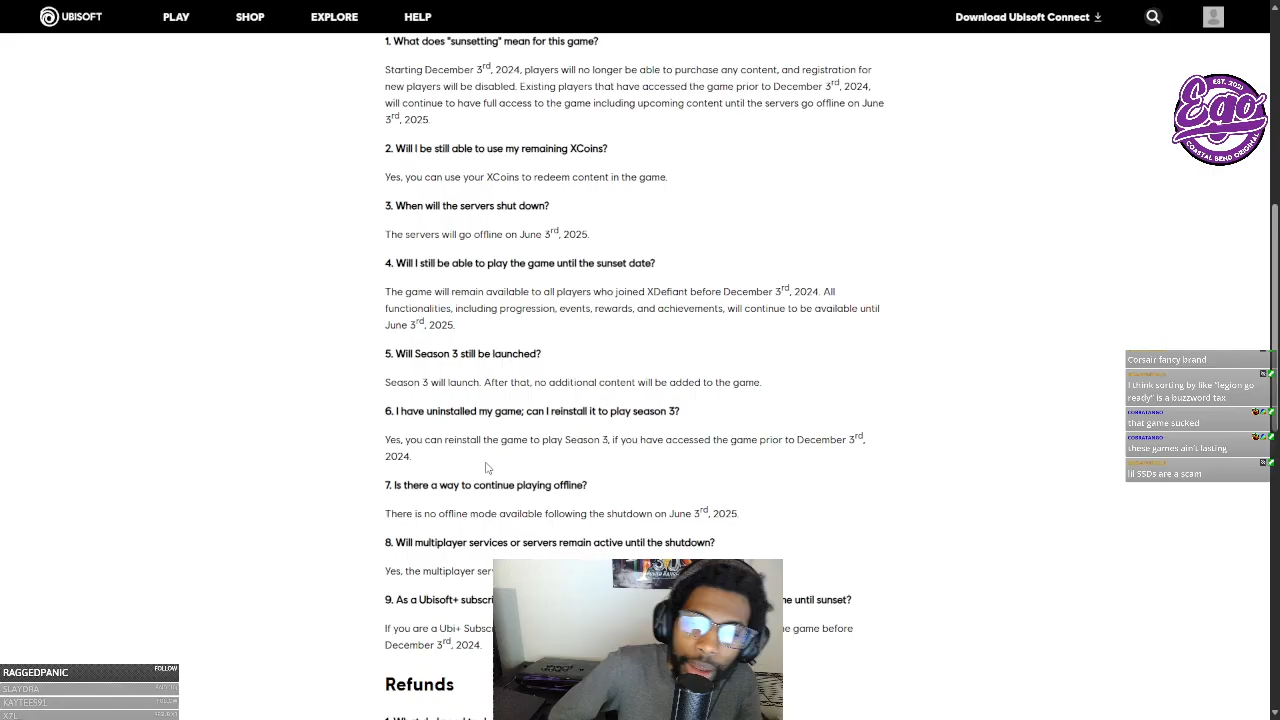 UBISOFT PLAY SHOP EXPLORE HELP Download Ubisoft Connect
1. What does "sunsetting" mean for this game?
Starting December 3rd, 2024, players will no longer be able to purchase any content, and registration for
new players will be disabled. Existing players that have accessed the game prior to December 3rd, 2024,
will continue to have full access to the game including upcoming content until the servers go offline on June
3rd, 2025.
2. Will I be still able to use my remaining XCoins?
Yes, you can use your XCoins to redeem content in the game.
3. When will the servers shut down?
The servers will go offline on June 3rd, 2025.
4. Will I still be able to play the game until the sunset date?
The game will remain available to all players who joined XDefiant before December 3rd, 2024. All
functionalities, including progression, events, rewards, and achievements, will continue to be available until
June 3rd, 2025.
5. Will Season 3 still be launched?
Season 3 will launch. After that, no additional content will be added to the game.
6. I have uninstalled my game; can I reinstall it to play season 3?
Yes, you can reinstall the game to play Season 3, if you have accessed the game prior to December 3rd,
2024.
7. Is there a way to continue playing offline?
There is no offline mode available following the shutdown on June 3rd, 2025.
8. Will multiplayer services or servers remain active until the shutdown?
Yes, the multiplayer ser
9. As a Ubisoft+ subscri e until sunset?
If you are a Ubi+ Subsc e game before
December 3rd, 2024.
Refunds
EST. 2021
Ego
COASTAL BEND ORIGINAL
Corsair fancy brand
I think sorting by like "legion go
ready" is a buzzword tax
COBRATANGO
that game sucked
COBRATANGO
these games ain't lasting
lil SSDs are a scam
RAGGEDPANIC FOLLOW
SLAYDRA
KAYTEE591 FOLLOW
X7L